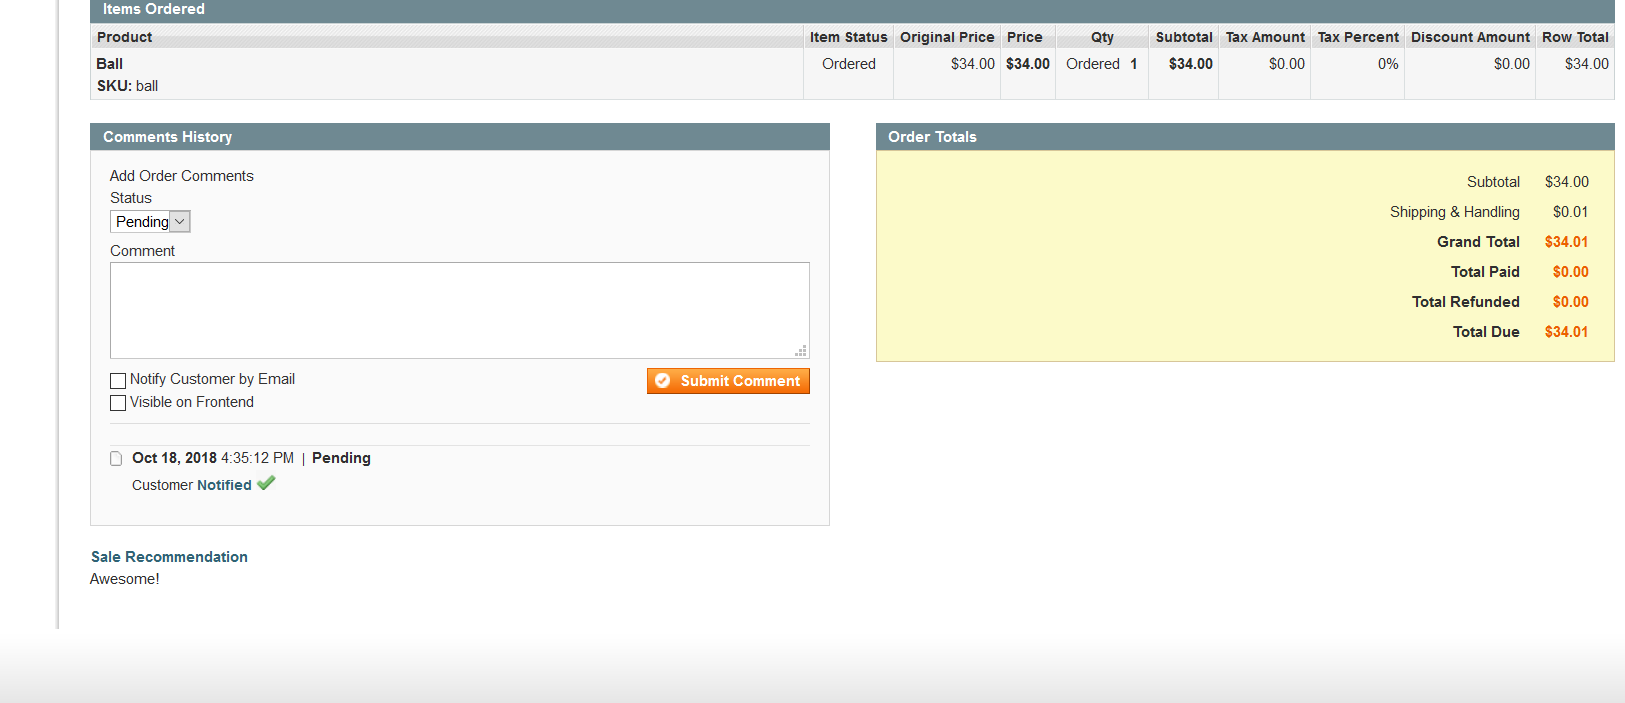 Items Ordered
Product Item Status Original Price Price Qty Subtotal Tax Amount Tax Percent Discount Amount Row Total
Ball Ordered $34.00 $34.00 Ordered 1 $34.00 $0.00 0% $0.00 $34.00
SKU: ball
Comments History
Add Order Comments
Status
Pending
Comment
Notify Customer by Email
Submit Comment
Visible on Frontend
Oct 18, 2018 4:35:12 PM | Pending
Customer Notified
Order Totals
Subtotal $34.00
Shipping & Handling $0.01
Grand Total $34.01
Total Paid $0.00
Total Refunded $0.00
Total Due $34.01
Sale Recommendation
Awesome!